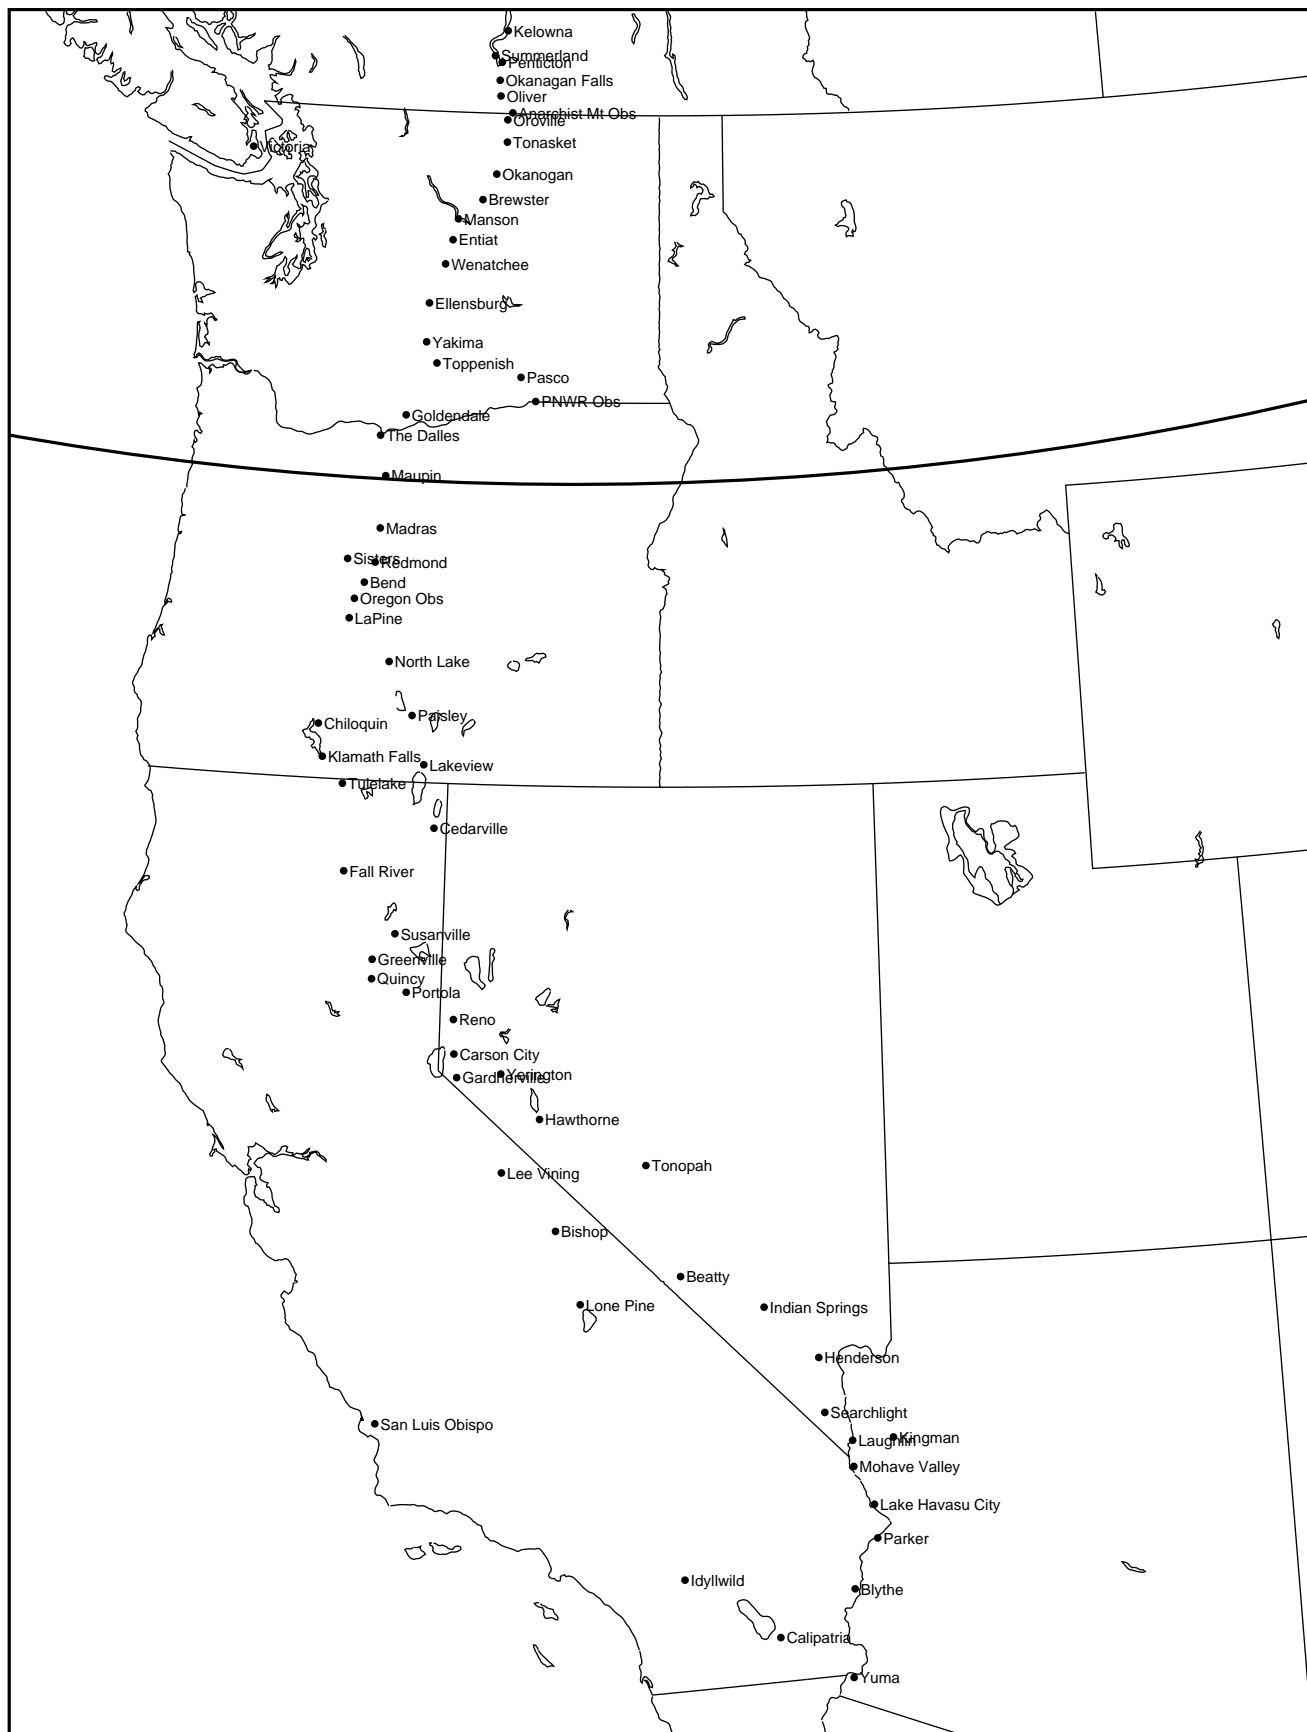 Kelowna
Summerland
Penticton
Okanagan Falls
Oliver
Anarchist Mt Obs
Oroville
Tonasket
Victoria
Okanogan
Brewster
Manson
Entiat
Wenatchee
Ellensburg
Yakima
Toppenish
Pasco
PNWR Obs
Goldendale
The Dalles
Maupin
Madras
Sisters
Redmond
Bend
Oregon Obs
LaPine
North Lake
Paisley
Chiloquin
Klamath Falls
Lakeview
Tulelake
Cedarville
Fall River
Susanville
Greenville
Quincy
Portola
Reno
Carson City
Yerington
Gardnerville
Hawthorne
Tonopah
Lee Vining
Bishop
Beatty
Lone Pine
Indian Springs
Henderson
Searchlight
San Luis Obispo
Kingman
Laughlin
Mohave Valley
Lake Havasu City
Parker
Idyllwild
Blythe
Calipatria
Yuma